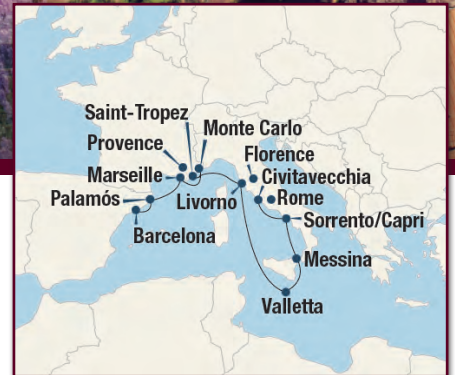 Saint-Tropez
Monte Carlo
Provence
Florence
Marseille
Civitavecchia
Palamós
Livorno
Rome
Sorrento/Capri
Barcelona
Messina
Valletta